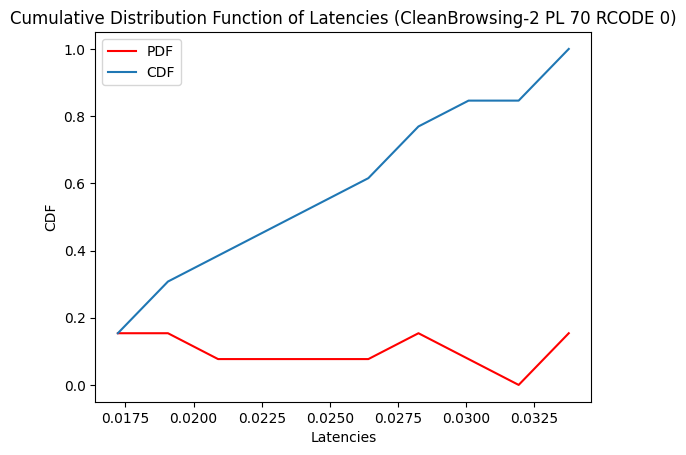 Cumulative Distribution Function of Latencies (CleanBrowsing-2 PL 70 RCODE 0)
PDF
CDF
1.0
0.8
0.6
0.4
0.2
0.0
CDF
0.0175 0.0200 0.0225 0.0250 0.0275 0.0300 0.0325
Latencies